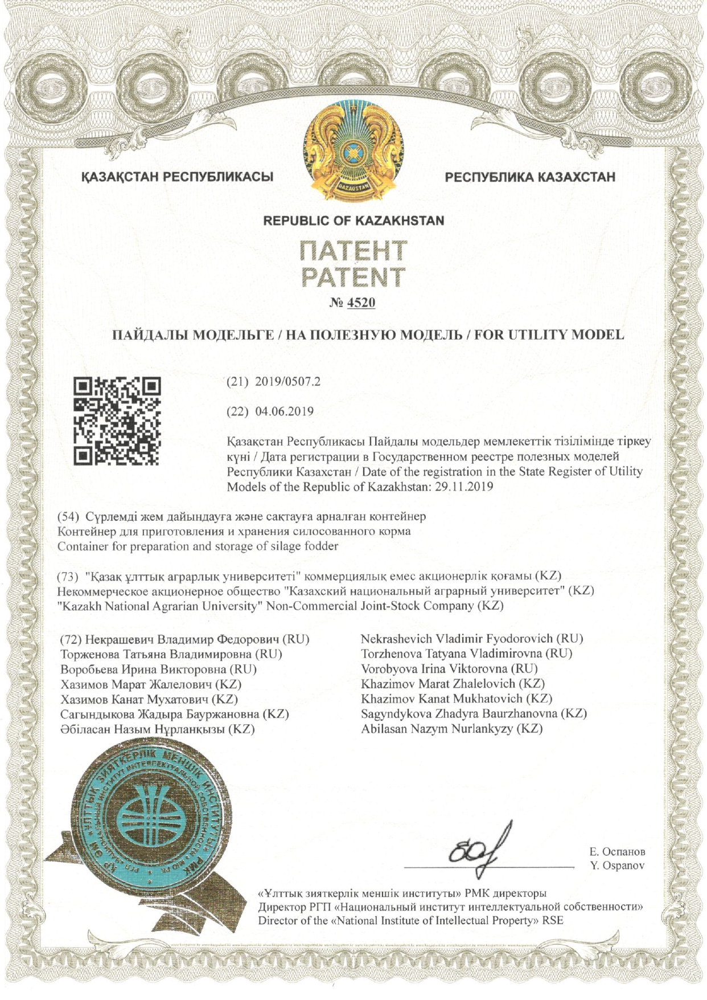 ҚАЗАҚСТАН РЕСПУБЛИКАСЫ
РЕСПУБЛИКА КАЗАХСТАН
QAZAQSTAN
REPUBLIC OF KAZAKHSTAN
ПАТЕНТ
PATENT
№ 4520
ПАЙДАЛЫ МОДЕЛЬГЕ / НА ПОЛЕЗНУЮ МОДЕЛЬ / FOR UTILITY MODEL
(21) 2019/0507.2
(22) 04.06.2019
Қазақстан Республикасы Пайдалы модельдер мемлекеттік тізілімінде тіркеу
күні / Дата регистрации в Государственном реестре полезных моделей
Республики Казахстан / Date of the registration in the State Register of Utility
Models of the Republic of Kazakhstan: 29.11.2019
(54) Сүрлемді жем дайындауға және сақтауға арналған контейнер
Контейнер для приготовления и хранения силосованного корма
Container for preparation and storage of silage fodder
(73) "Қазақ ұлттық аграрлық университеті" коммерциялық емес акционерлік қоғамы (KZ)
Некоммерческое акционерное общество "Казахский национальный аграрный университет" (KZ)
"Kazakh National Agrarian University" Non-Commercial Joint-Stock Company (KZ)
(72) Некрашевич Владимир Федорович (RU)
Торженова Татьяна Владимировна (RU)
Воробьева Ирина Викторовна (RU)
Хазимов Марат Жалелович (KZ)
Хазимов Канат Мухатович (KZ)
Сагындыкова Жадыра Бауржановна (KZ)
Әбіласан Назым Нұрланқызы (KZ)
Nekrashevich Vladimir Fyodorovich (RU)
Torzhenova Tatyana Vladimirovna (RU)
Vorobyova Irina Viktorovna (RU)
Khazimov Marat Zhalelovich (KZ)
Khazimov Kanat Mukhatovich (KZ)
Sagyndykova Zhadyra Baurzhanovna (KZ)
Abilasan Nazym Nurlankyzy (KZ)
ҚР ӘМ «ҰЛТТЫҚ ЗИЯТКЕРЛІК МЕНШІК ИНСТИТУТЫ» РМК
РГП «НАЦИОНАЛЬНЫЙ ИНСТИТУТ ИНТЕЛЛЕКТУАЛЬНОЙ СОБСТВЕННОСТИ» МЮ РК
Е. Оспанов
Y. Ospanov
«Ұлттық зияткерлік меншік институты» РМК директоры
Директор РГП «Национальный институт интеллектуальной собственности»
Director of the «National Institute of Intellectual Property» RSE